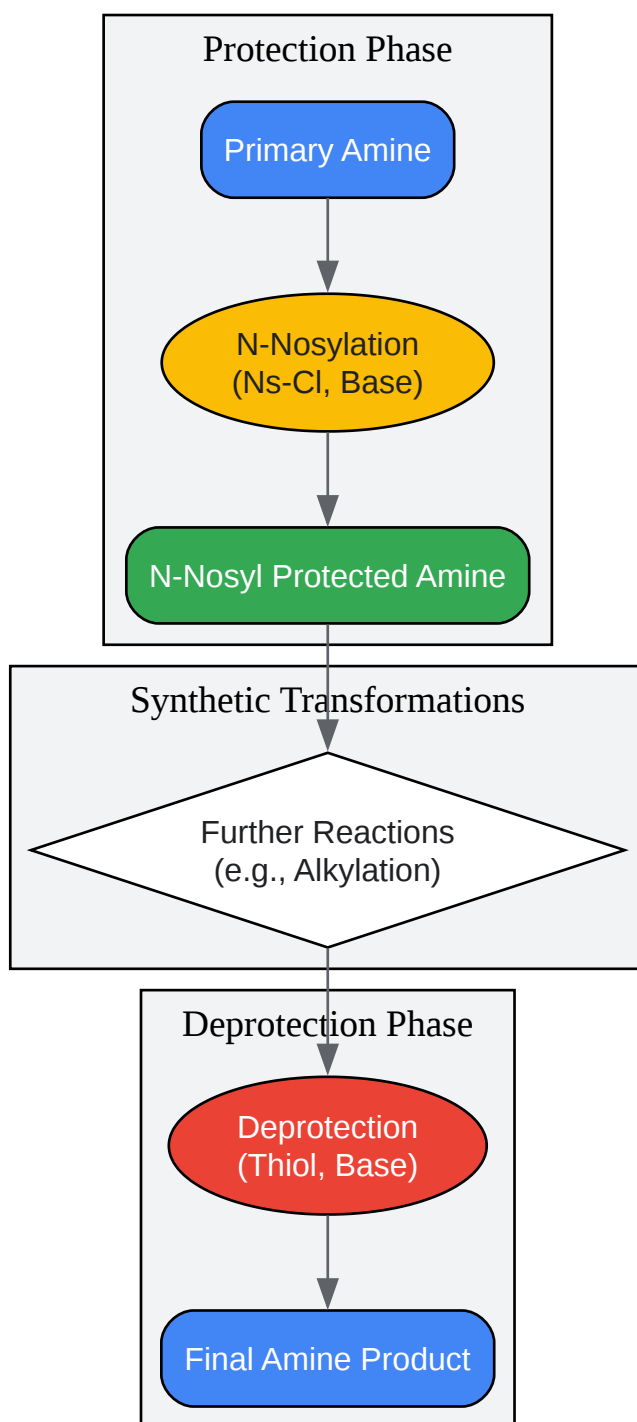 Protection Phase
Primary Amine
N-Nosylation
(Ns-Cl, Base)
N-Nosyl Protected Amine
Synthetic Transformations
Further Reactions
(e.g., Alkylation)
Deprotection Phase
Deprotection
(Thiol, Base)
Final Amine Product